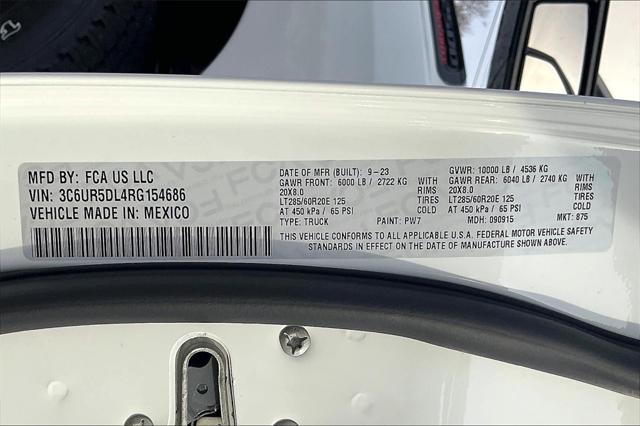 MFD BY: FCA US LLC
VIN: 3C6UR5DL4RG154686
VEHICLE MADE IN: MEXICO
DATE OF MFR (BUILT): 9-23
GAWR FRONT: 6000 LB / 2722 KG WITH
20X8.0 RIMS
LT285/60R20E 125 TIRES
AT 450 kPa / 65 PSI COLD
TYPE: TRUCK PAINT: PW7
GVWR: 10000 LB / 4536 KG
GAWR REAR: 6040 LB / 2740 KG WITH
20X8.0 RIMS
LT285/60R20E 125 TIRES
AT 450 kPa / 65 PSI COLD
MDH: 090915 MKT: 875
THIS VEHICLE CONFORMS TO ALL APPLICABLE U.S.A. FEDERAL MOTOR VEHICLE SAFETY
STANDARDS IN EFFECT ON THE DATE OF MANUFACTURE SHOWN ABOVE.